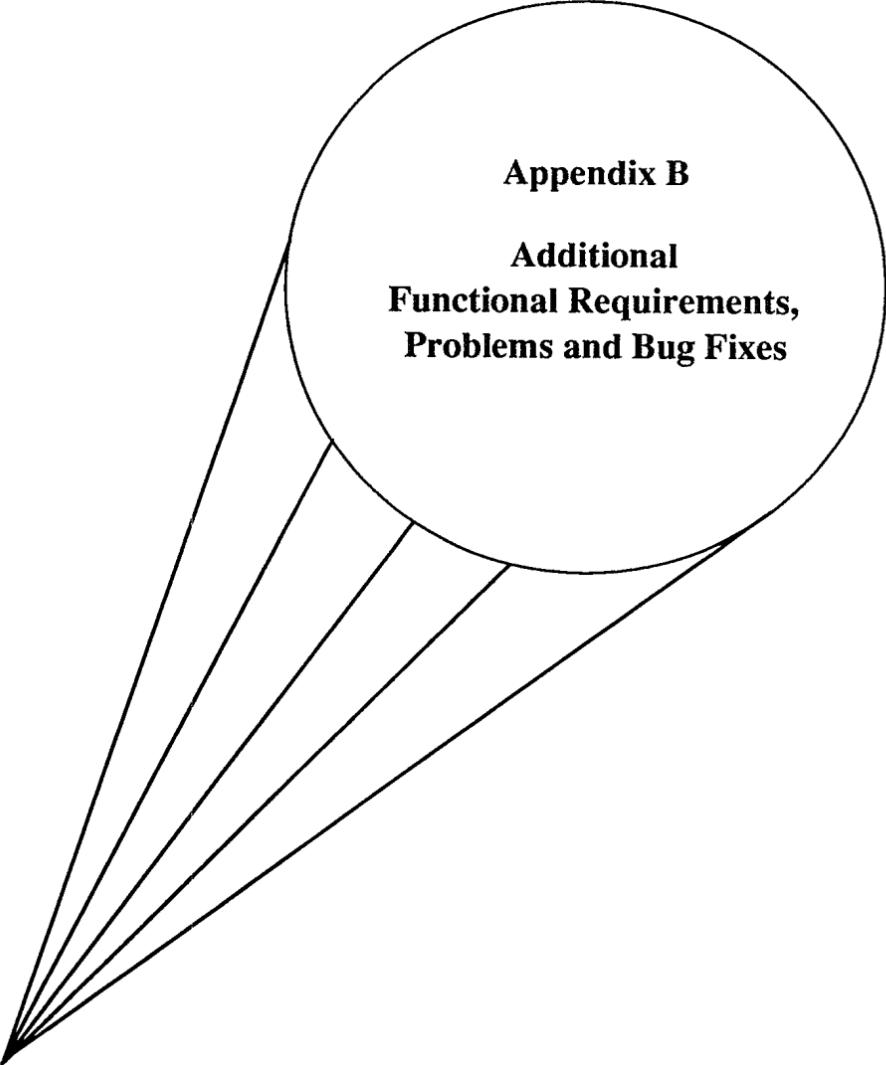 Appendix B
Additional
Functional Requirements,
Problems and Bug Fixes